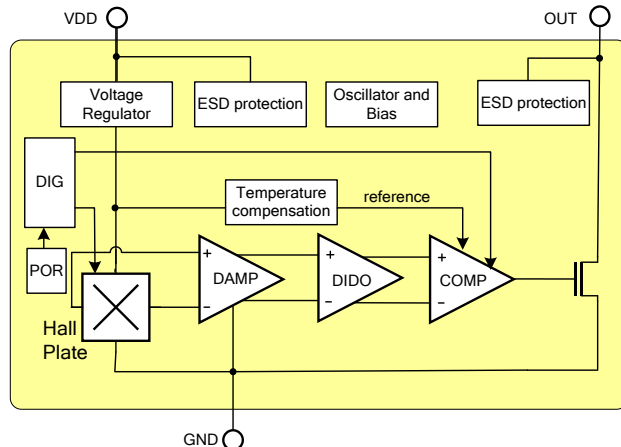 VDD
OUT
Voltage
Regulator
ESD protection
Oscillator and
Bias
ESD protection
DIG
Temperature
compensation
reference
POR
+
−
DAMP
+
−
DIDO
+
−
COMP
Hall
Plate
GND